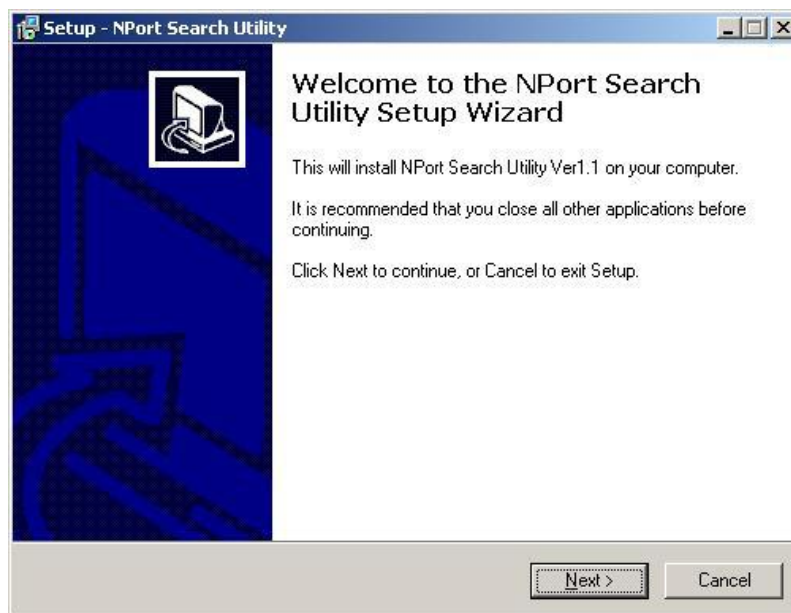 Setup - NPort Search Utility
Welcome to the NPort Search
Utility Setup Wizard
This will install NPort Search Utility Ver1.1 on your computer.
It is recommended that you close all other applications before
continuing.
Click Next to continue, or Cancel to exit Setup.
Next >
Cancel